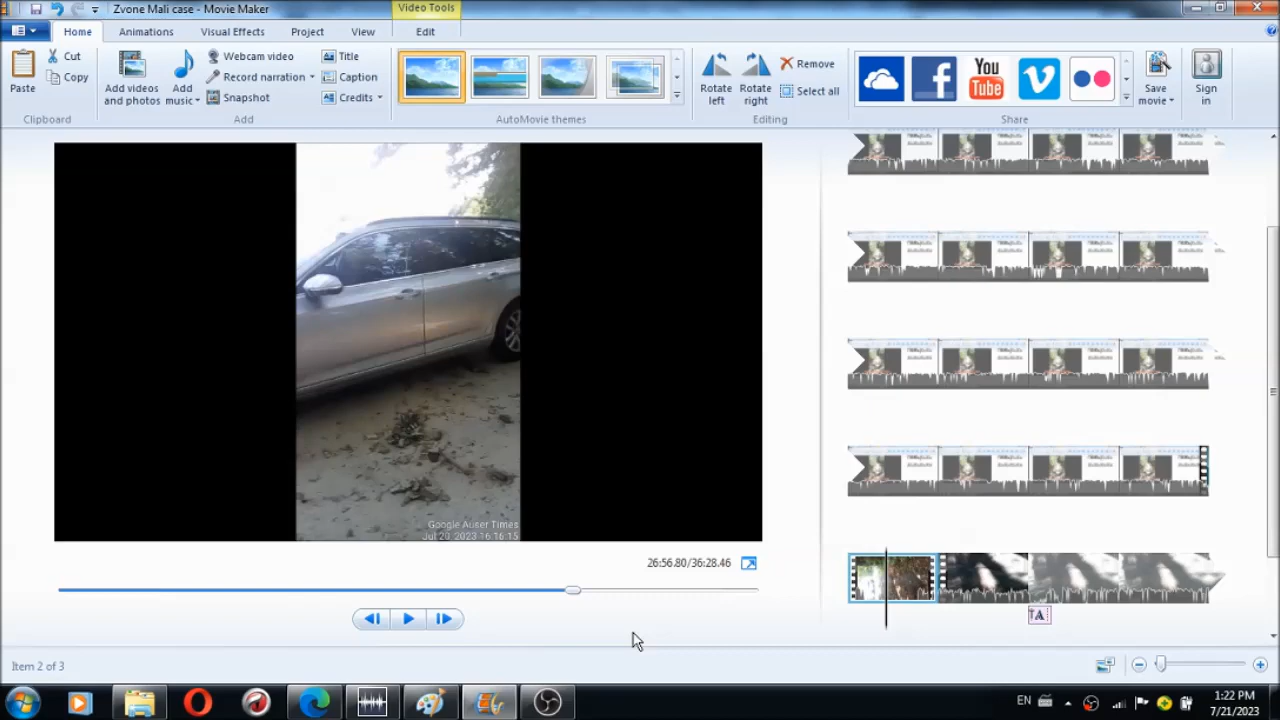 Zvone Mali case - Movie Maker
Video Tools
Home
Animations
Visual Effects
Project
View
Edit
Paste
Cut
Copy
Clipboard
Add videos and photos
Add music
Webcam video
Record narration
Snapshot
Title
Caption
Credits
Add
AutoMovie themes
Rotate left
Rotate right
Remove
Select all
Editing
You Tube
Share
Save movie
Sign in
Google Auser Times
Jul 20, 2023 16:16:15
26:56.80/36:28.46
A
Item 2 of 3
EN
1:22 PM
7/21/2023